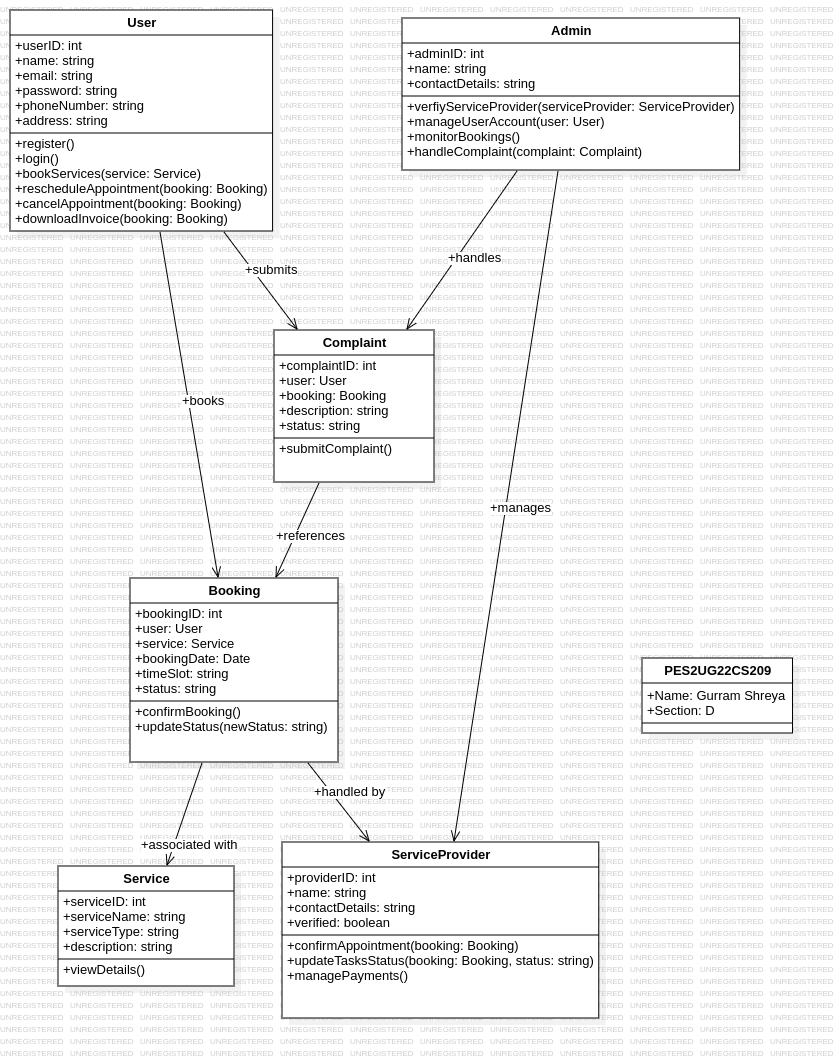 User
+userID: int
+name: string
+email: string
+password: string
+phoneNumber: string
+address: string
+register()
+login()
+bookServices(service: Service)
+rescheduleAppointment(booking: Booking)
+cancelAppointment(booking: Booking)
+downloadInvoice(booking: Booking)
Admin
+adminID: int
+name: string
+contactDetails: string
+verfiyServiceProvider(serviceProvider: ServiceProvider)
+manageUserAccount(user: User)
+monitorBookings()
+handleComplaint(complaint: Complaint)
+submits
+handles
Complaint
+complaintID: int
+user: User
+booking: Booking
+description: string
+status: string
+submitComplaint()
+books
+manages
+references
Booking
+bookingID: int
+user: User
+service: Service
+bookingDate: Date
+timeSlot: string
+status: string
+confirmBooking()
+updateStatus(newStatus: string)
PES2UG22CS209
+Name: Gurram Shreya
+Section: D
+handled by
+associated with
Service
+serviceID: int
+serviceName: string
+serviceType: string
+description: string
+viewDetails()
ServiceProvider
+providerID: int
+name: string
+contactDetails: string
+verified: boolean
+confirmAppointment(booking: Booking)
+updateTasksStatus(booking: Booking, status: string)
+managePayments()
UNREGISTERED